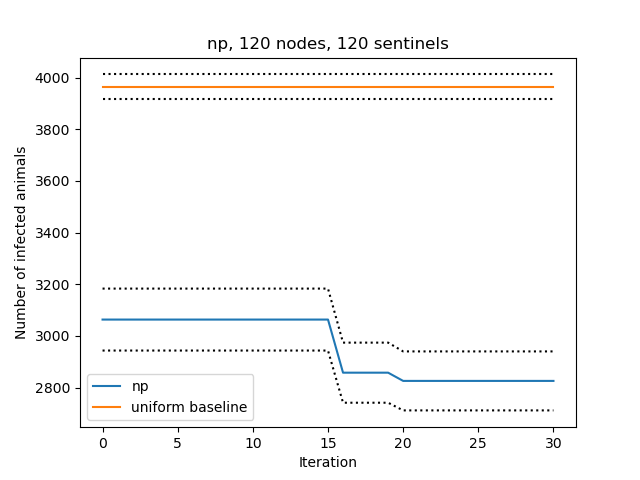 np, 120 nodes, 120 sentinels
Number of infected animals
4000
3800
3600
3400
3200
3000
2800
np
uniform baseline
0 5 10 15 20 25 30
Iteration